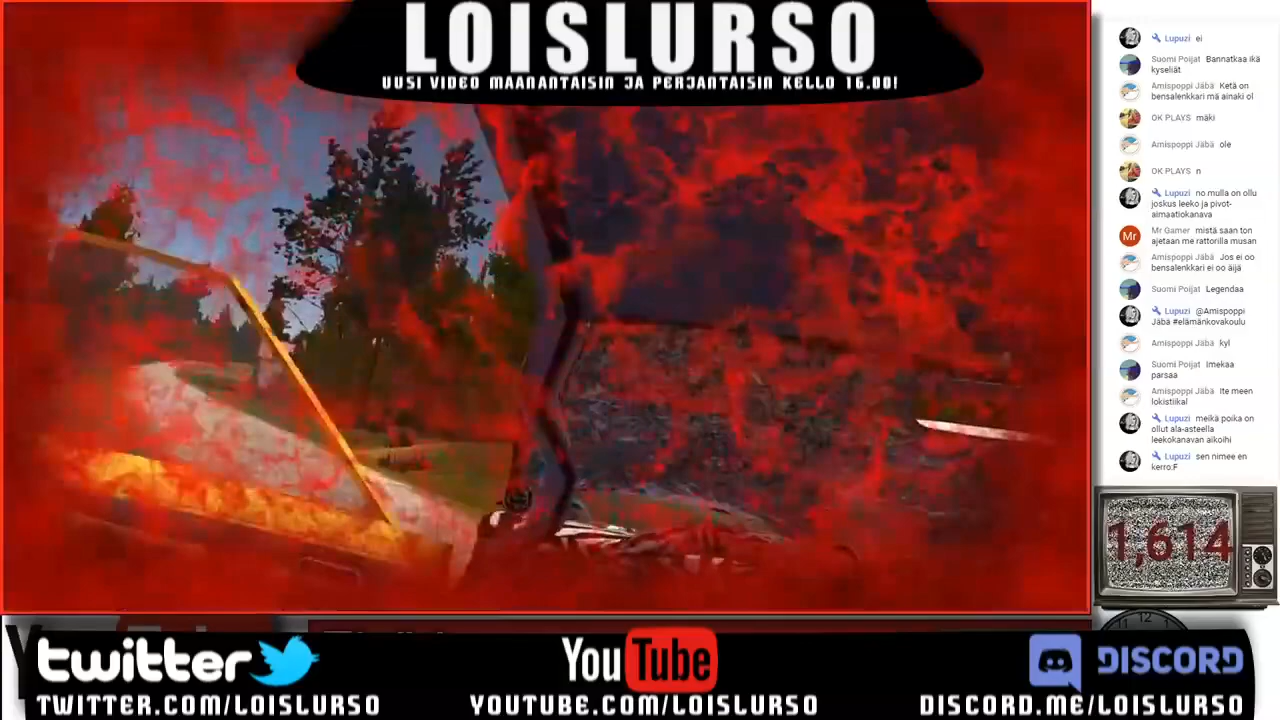 LOISLURSO
UUSI VIDEO MAANANTAISIN JA PERJANTAISIN KELLO 16.00!
Lupuzi ei
Suomi Poijat Bannatkaa ikä
kyseliät
Amispoppi Jäbä Ketä on
bensalenkkari mä ainaki ol
OK PLAYS mäki
Amispoppi Jäbä ole
OK PLAYS n
Lupuzi no mulla on ollu
joskus leeko ja pivot-
aimaatiokanava
Mr
Mr Gamer mistä saan ton
ajetaan me rattorilla musan
Amispoppi Jäbä Jos ei oo
bensalenkkari ei oo äijä
Suomi Poijat Legendaa
Lupuzi @Amispoppi
Jäbä #elämänkovakoulu
Amispoppi Jäbä kyl
Suomi Poijat Imekaa
parsaa
Amispoppi Jäbä Ite meen
lokistiikal
Lupuzi meikä poika on
ollut ala-asteella
leekokanavan aikoihi
Lupuzi sen nimee en
kerro:F
1,614
11 12 1
twitter
YouTube
DISCORD
TWITTER.COM/LOISLURSO
YOUTUBE.COM/LOISLURSO
DISCORD.ME/LOISLURSO